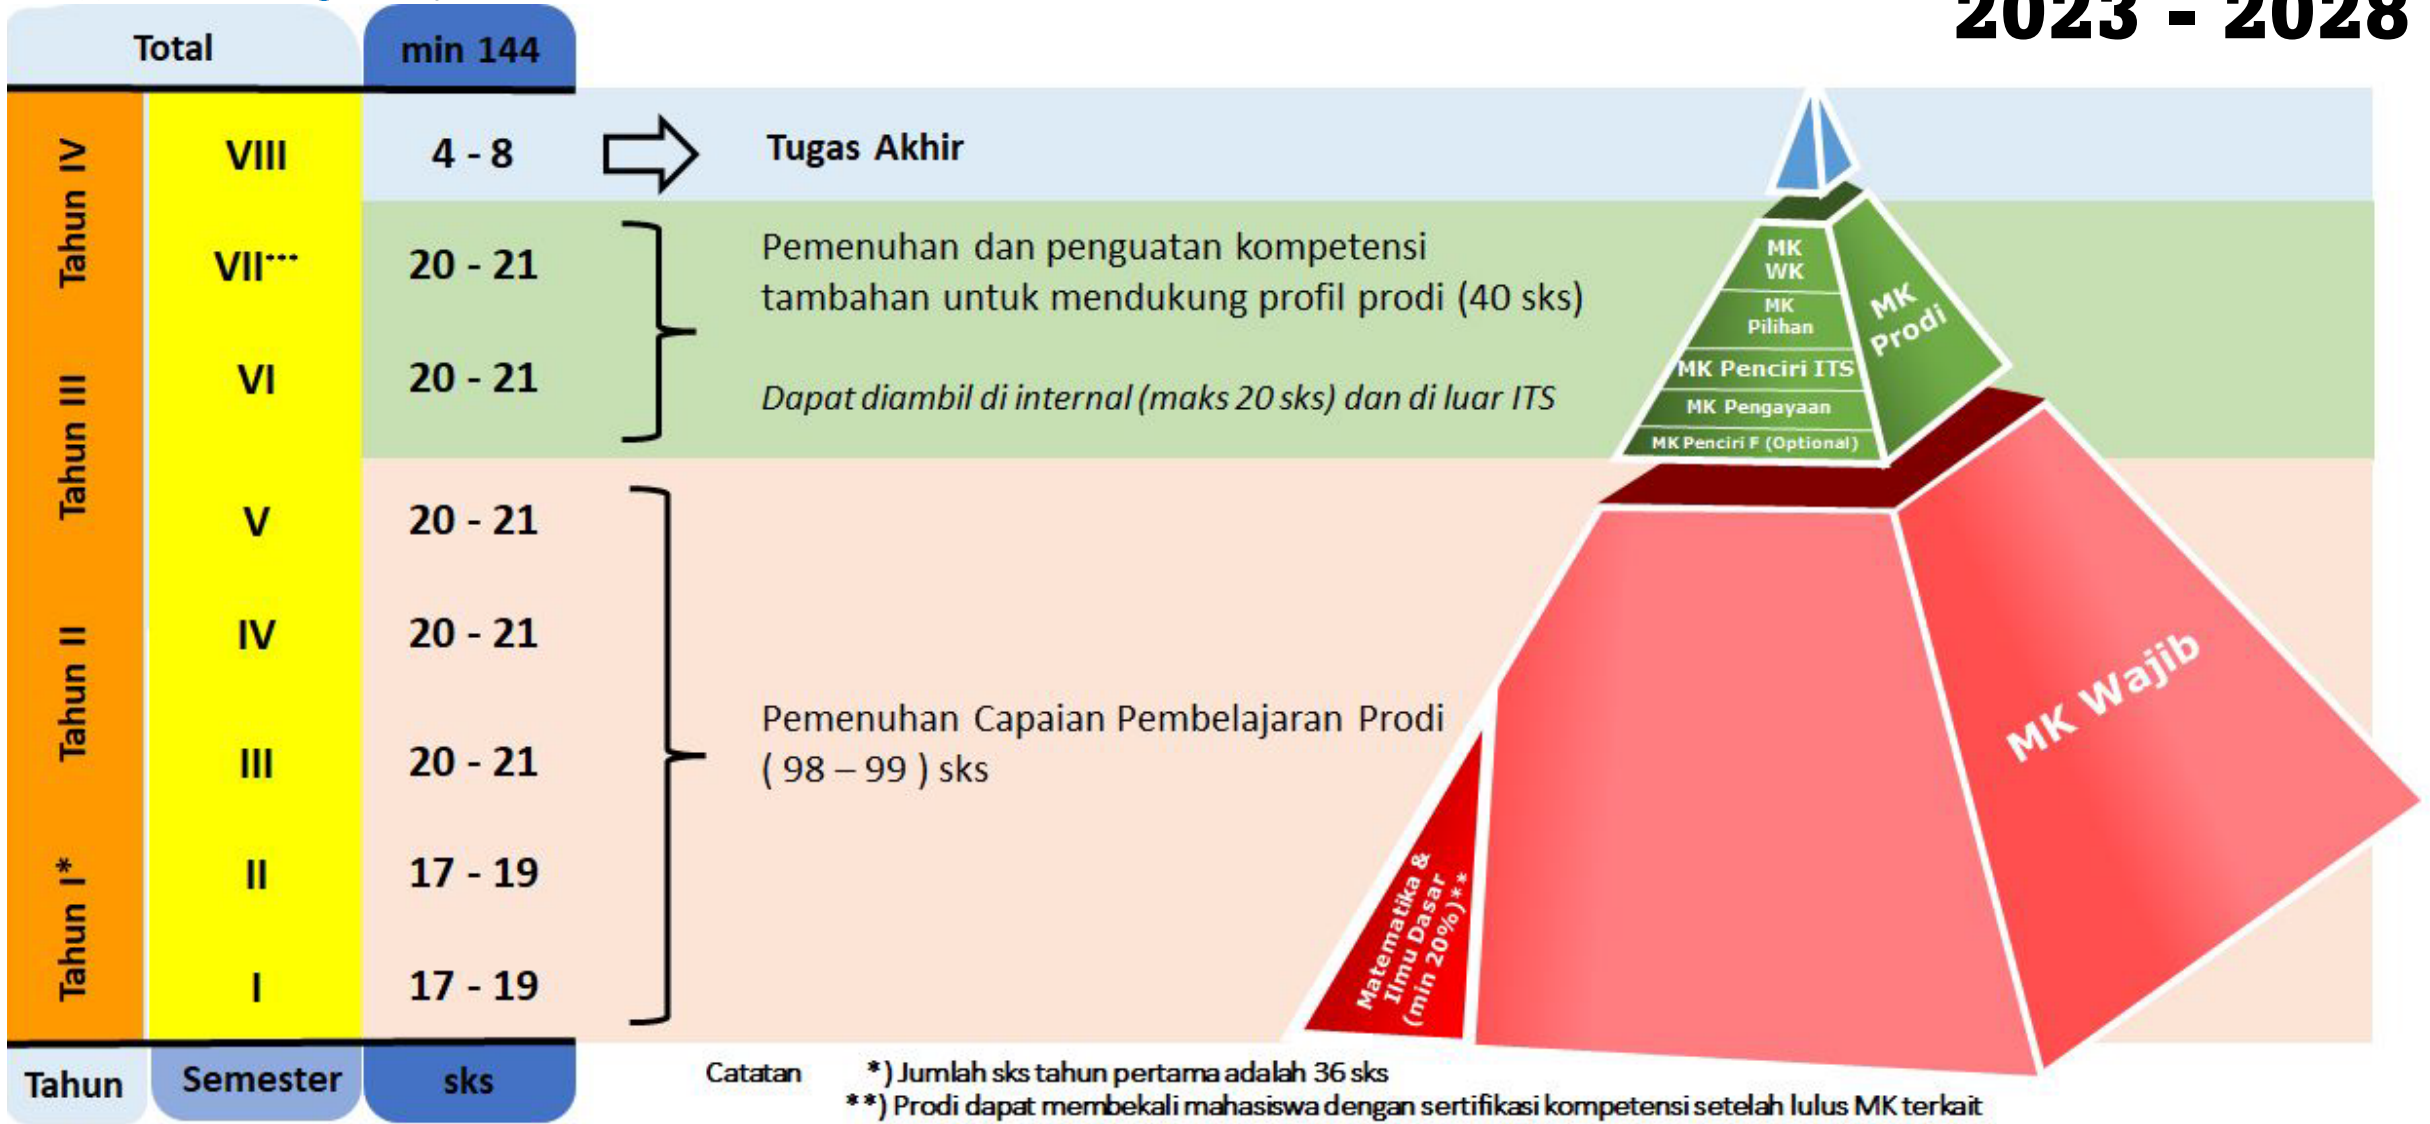 2023 - 2028
Total
min 144
Tahun IV
VIII
4 - 8
Tugas Akhir
VII***
20 - 21
Pemenuhan dan penguatan kompetensi
tambahan untuk mendukung profil prodi (40 sks)
Tahun III
VI
20 - 21
Dapat diambil di internal (maks 20 sks) dan di luar ITS
MK
WK
MK
Pilihan
MK Penciri ITS
MK Pengayaan
MK Penciri F (Optional)
MK
Prodi
V
20 - 21
Tahun II
IV
20 - 21
III
20 - 21
Pemenuhan Capaian Pembelajaran Prodi
( 98 – 99 ) sks
MK Wajib
Tahun I*
II
17 - 19
I
17 - 19
Matematika &
Ilmu Dasar
(min 20%)**
Tahun
Semester
sks
Catatan *) Jumlah sks tahun pertama adalah 36 sks
**) Prodi dapat membekali mahasiswa dengan sertifikasi kompetensi setelah lulus MK terkait